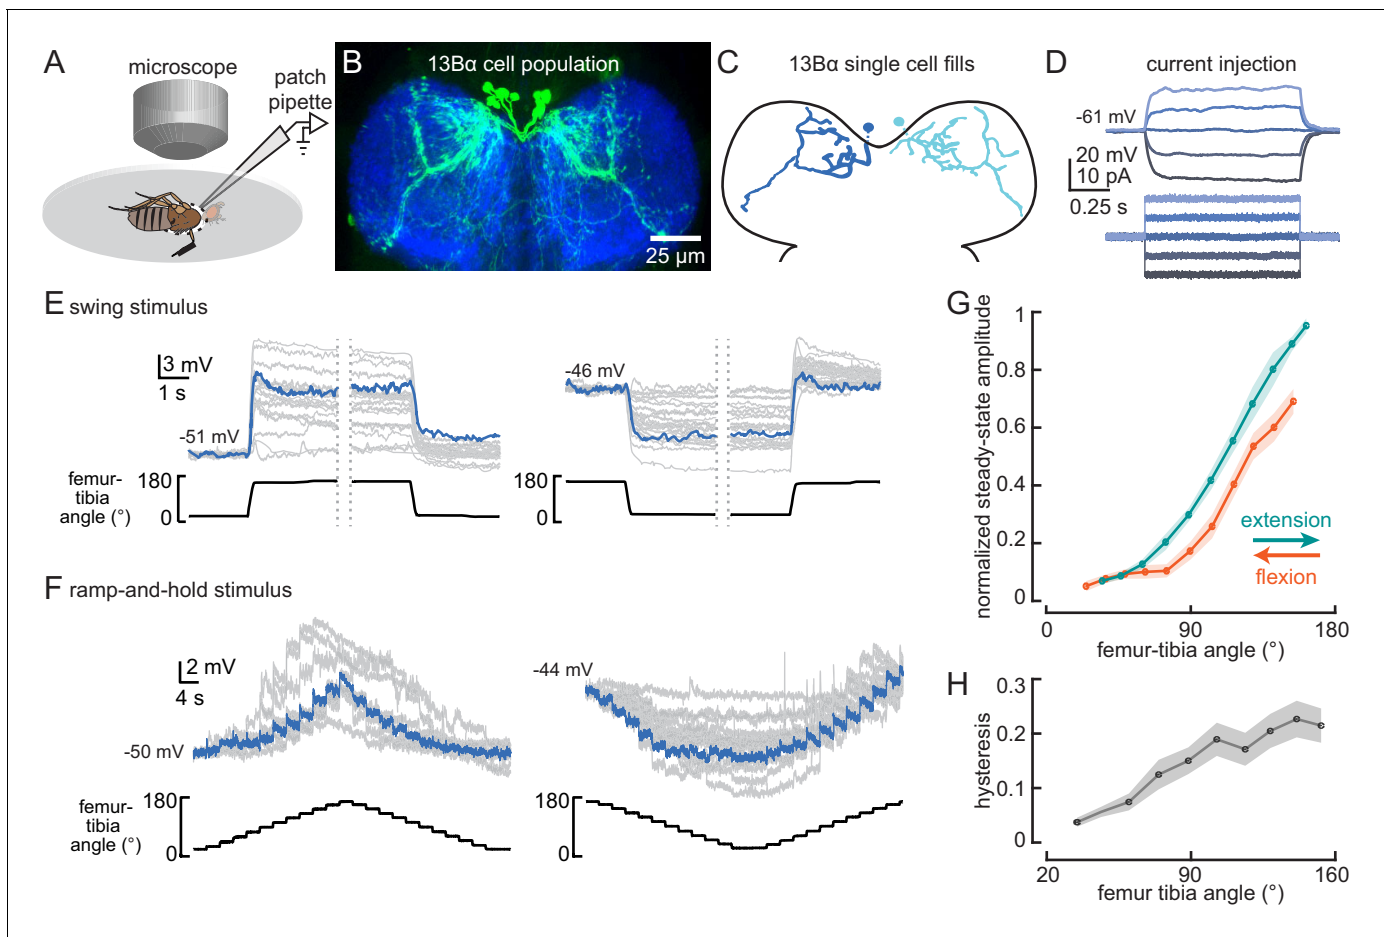 A
microscope
patch
pipette
B
13Bα cell population
25 µm
C
13Bα single cell fills
D
current injection
-61 mV
20 mV
10 pA
0.25 s
E swing stimulus
3 mV
1 s
-51 mV
-46 mV
femur-
tibia
angle (°)
180
0
180
0
F ramp-and-hold stimulus
2 mV
4 s
-50 mV
-44 mV
femur-
tibia
angle (°)
180
0
180
0
G
normalized steady-state amplitude
1
0.8
0.6
0.4
0.2
0
extension
flexion
0 90 180
femur-tibia angle (°)
H
hysteresis
0.3
0.2
0.1
0
20 90 160
femur tibia angle (°)